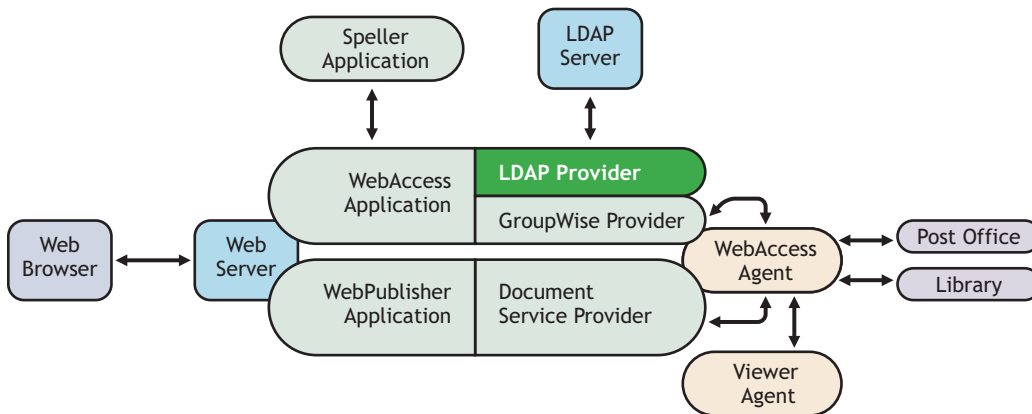 Speller
Application
LDAP
Server
WebAccess
Application
LDAP Provider
GroupWise Provider
Web
Browser
Web
Server
WebAccess
Agent
Post Office
Library
WebPublisher
Application
Document
Service Provider
Viewer
Agent